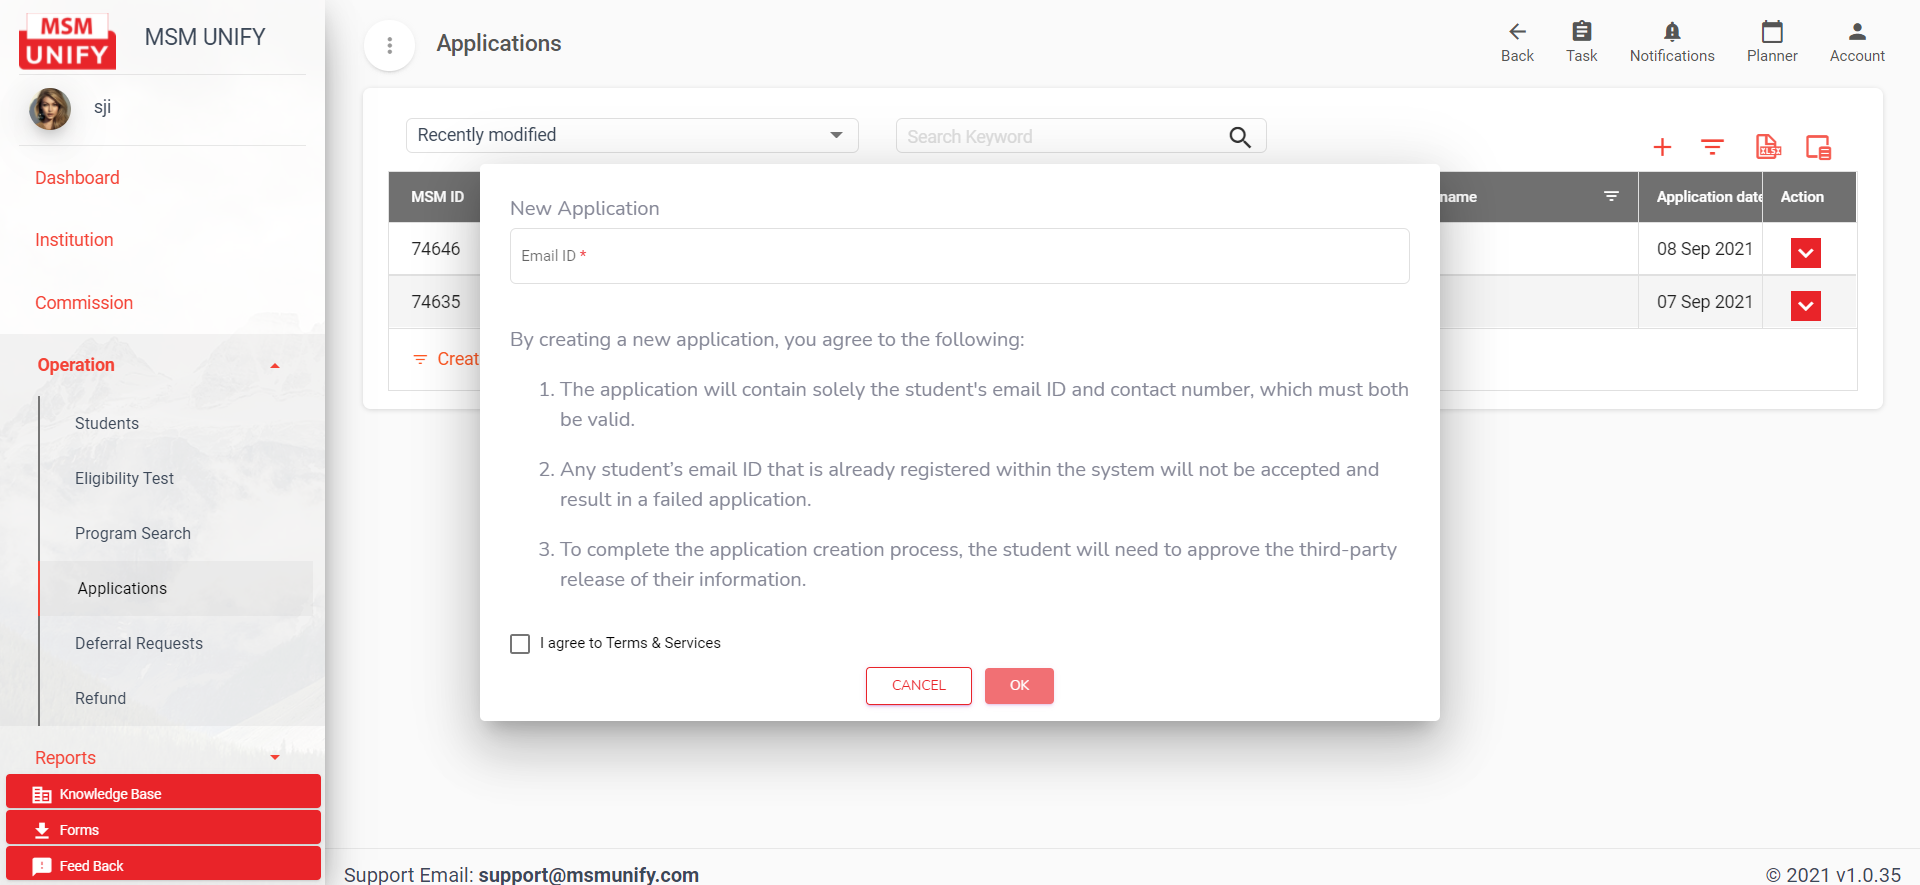 MSM
UNIFY
MSM UNIFY
sji
Dashboard
Institution
Commission
Operation
Students
Eligibility Test
Program Search
Applications
Deferral Requests
Refund
Reports
Knowledge Base
Forms
Feed Back
Applications
Back
Task
Notifications
Planner
Account
Recently modified
Search Keyword
XLSX
MSM ID
name
Application date
Action
74646
08 Sep 2021
74635
07 Sep 2021
Creat
New Application
Email ID *
By creating a new application, you agree to the following:
1. The application will contain solely the student's email ID and contact number, which must both
be valid.
2. Any student’s email ID that is already registered within the system will not be accepted and
result in a failed application.
3. To complete the application creation process, the student will need to approve the third-party
release of their information.
I agree to Terms & Services
CANCEL
OK
Support Email: support@msmunify.com
© 2021 v1.0.35